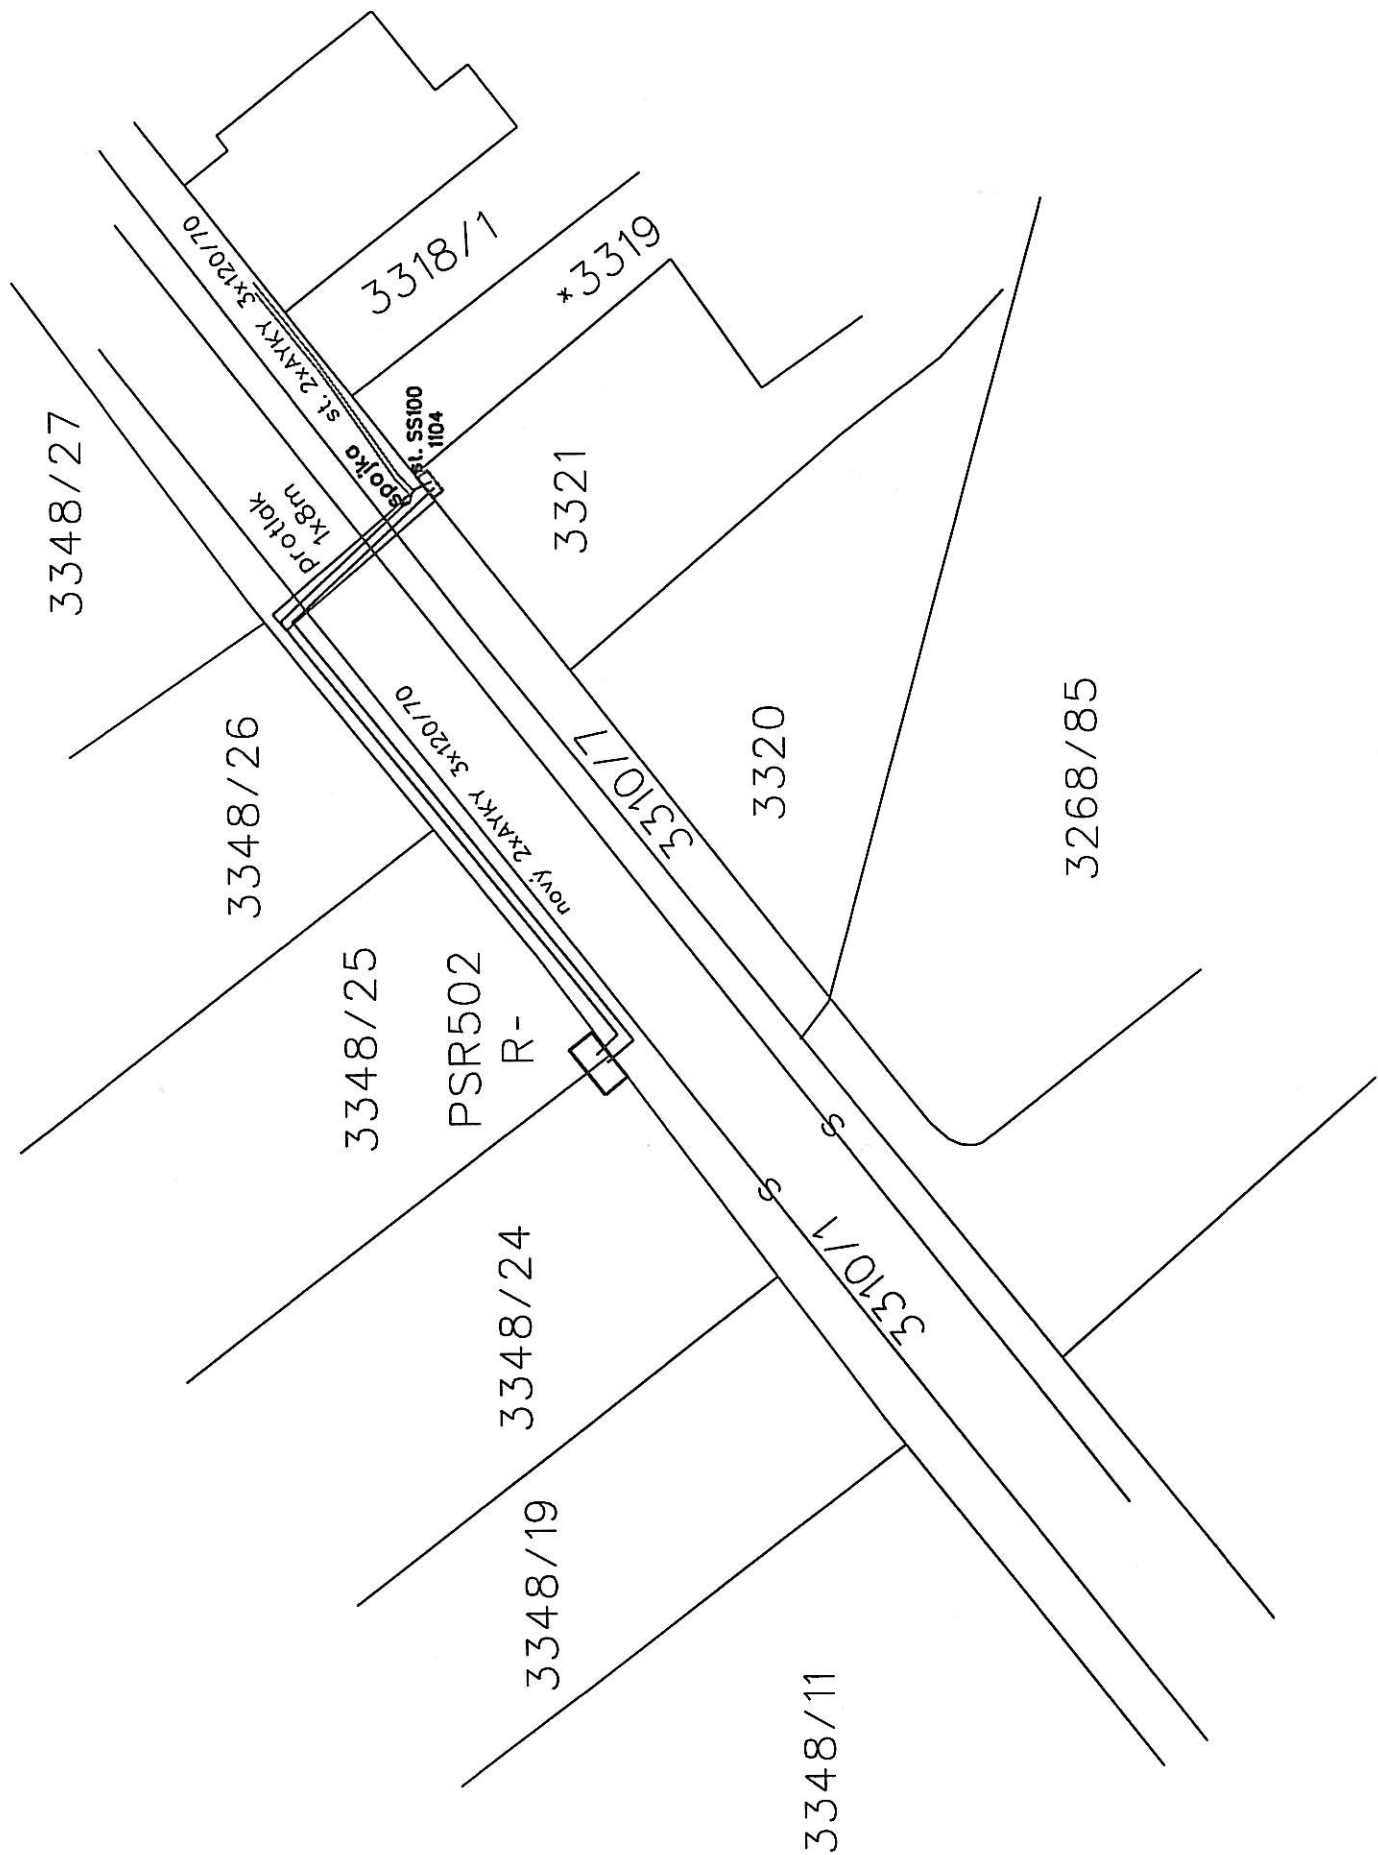 3348/27
3348/26
3348/25
PSR502
R-
3348/24
3348/19
3348/11
st. 2xAYKY 3x120/70
3318/1
*3319
spojka
st. SS100
1104
protlak
1x8m
3321
nový 2xAYKY 3x120/70
3310/7
3320
3268/85
S
S
3310/1